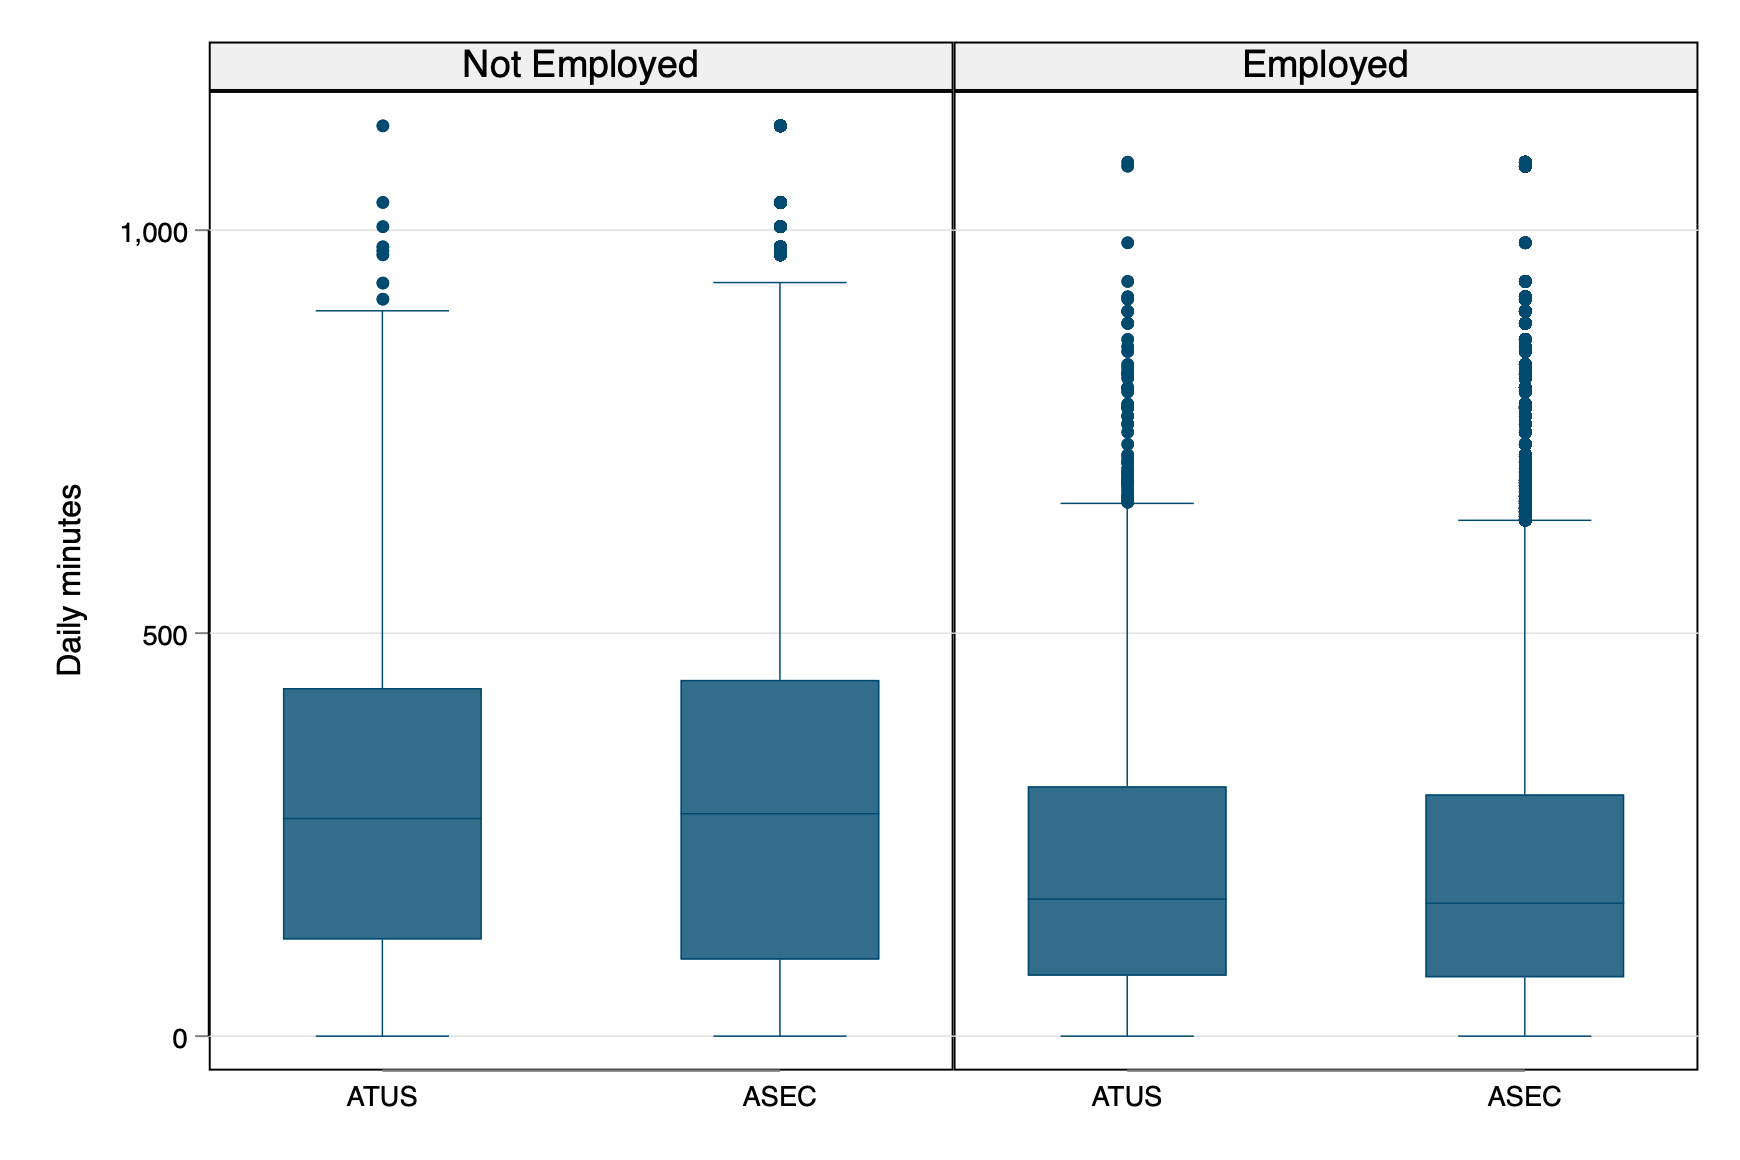 Not Employed
Employed
Daily minutes
1,000
500
0
ATUS
ASEC
ATUS
ASEC